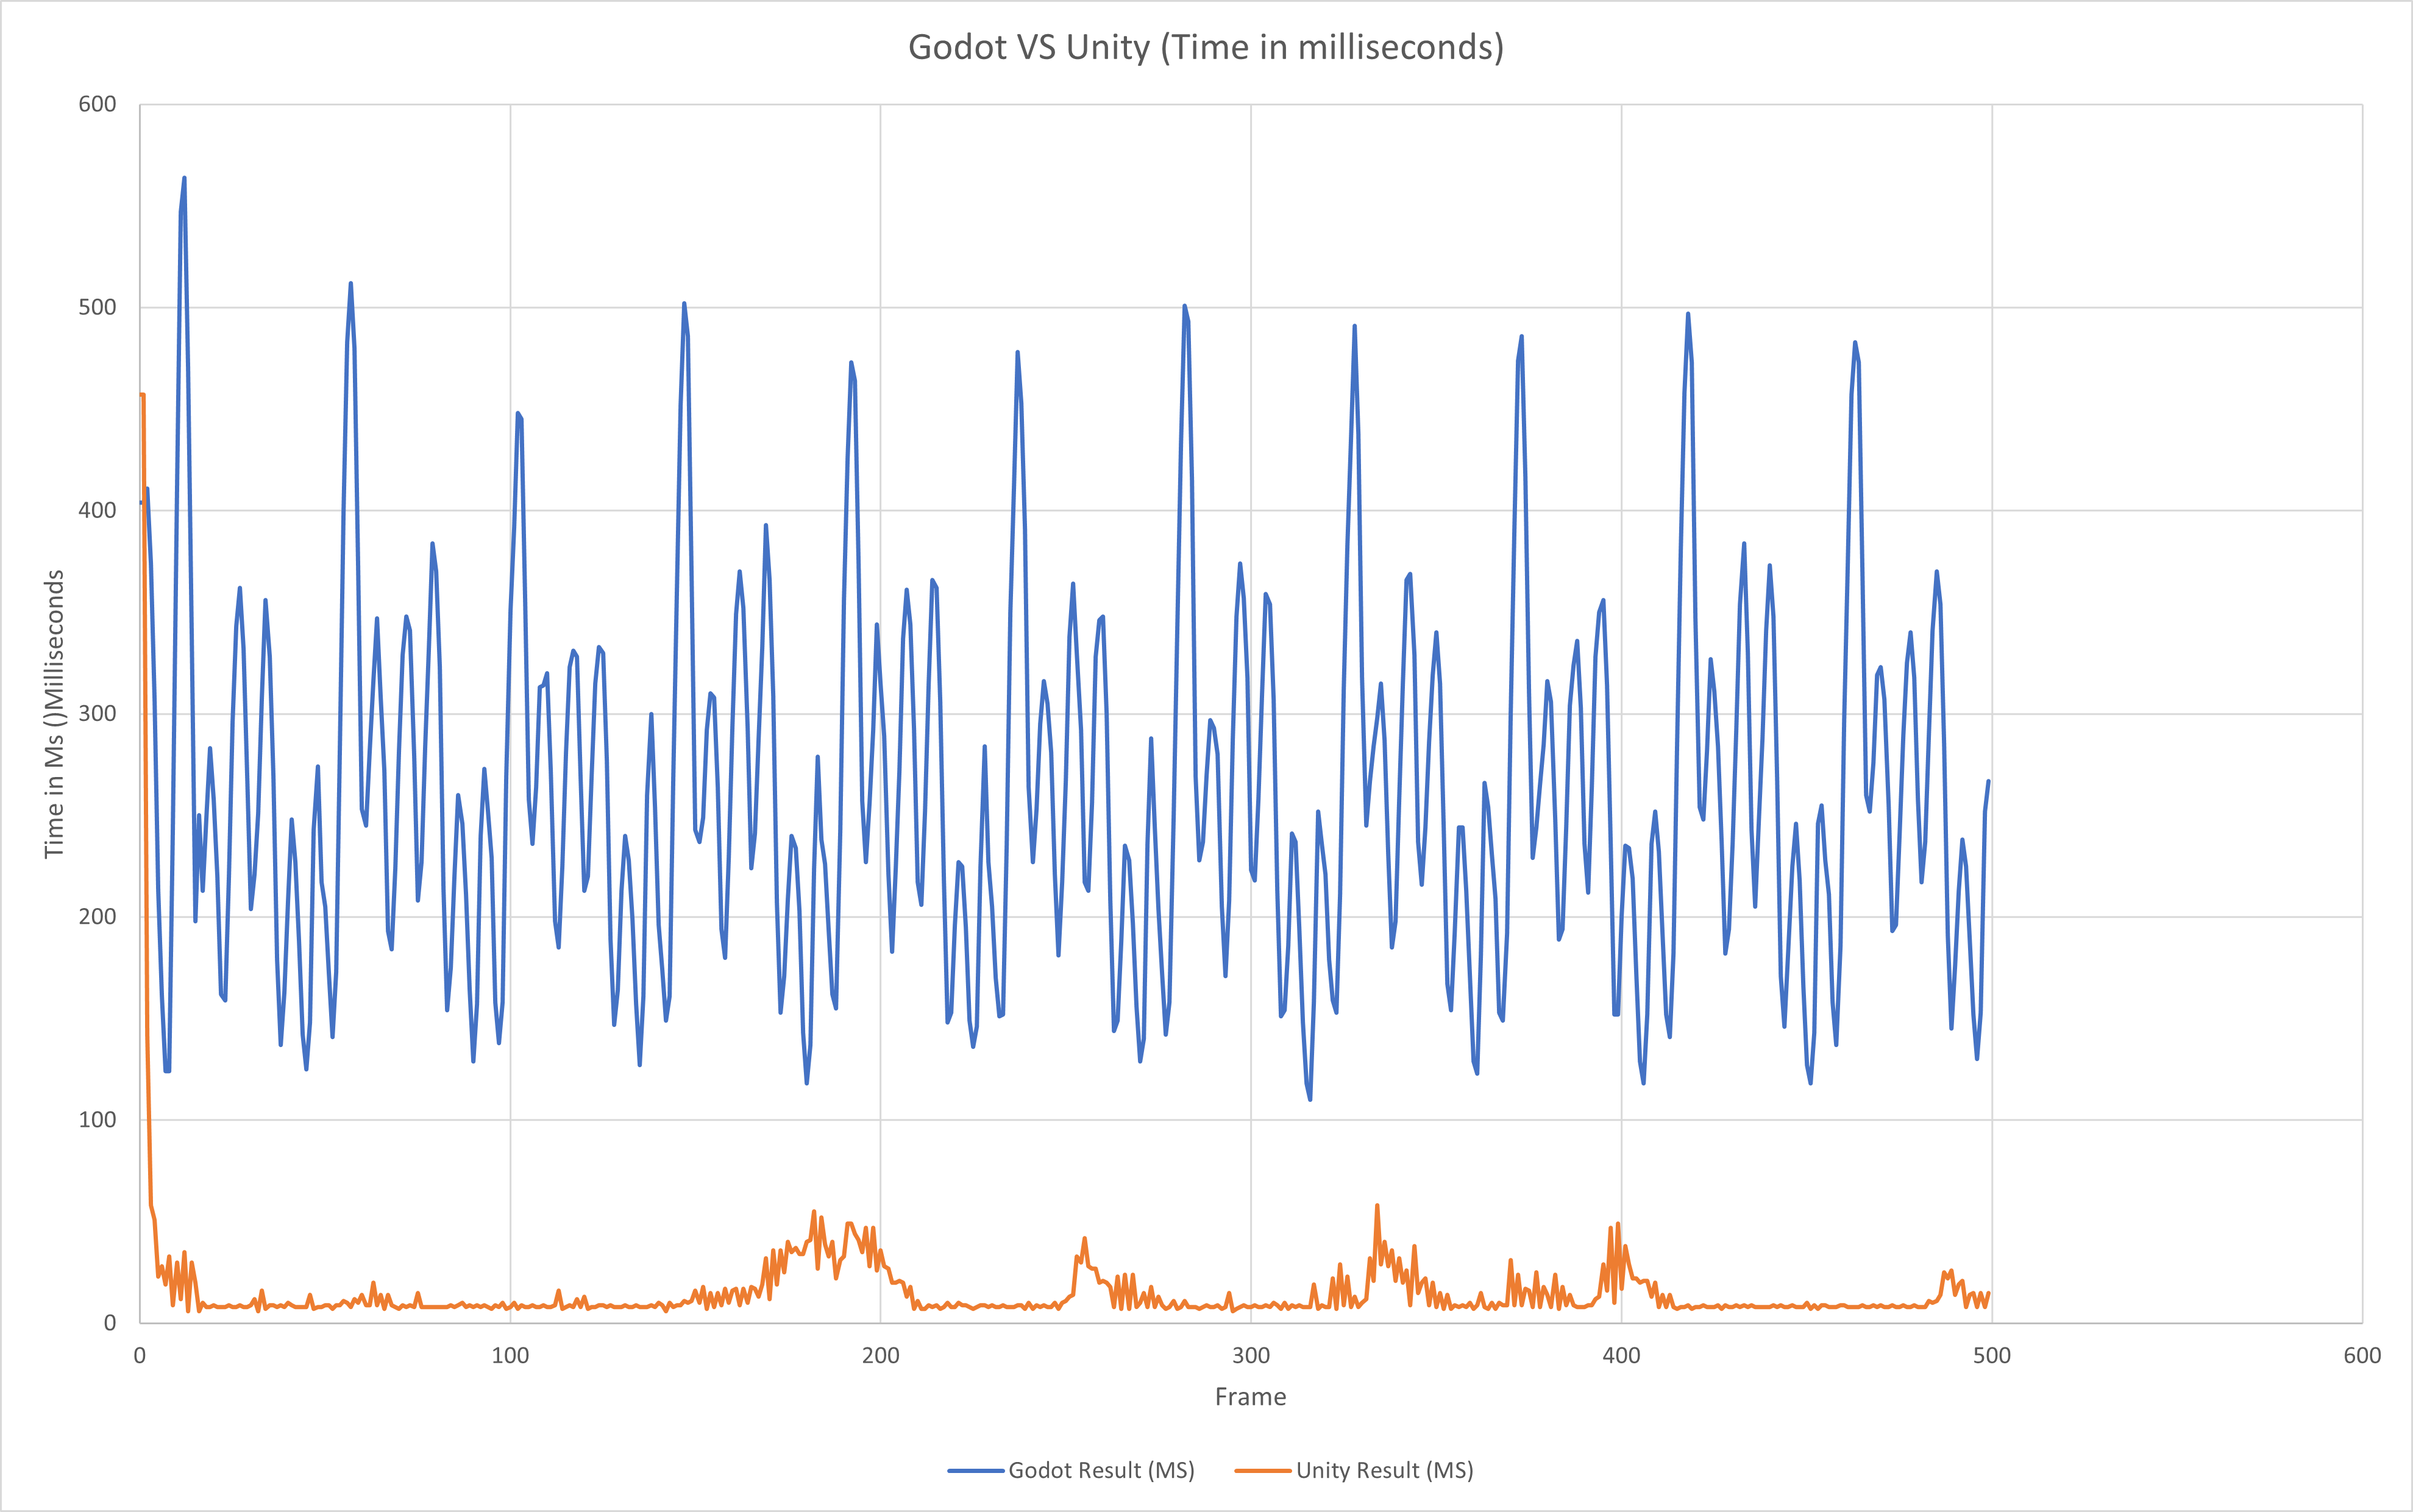 Godot VS Unity (Time in milliseconds)
600
500
400
300
200
100
0
Time in Ms ()Milliseconds
0 100 200 300 400 500 600
Frame
Godot Result (MS) Unity Result (MS)